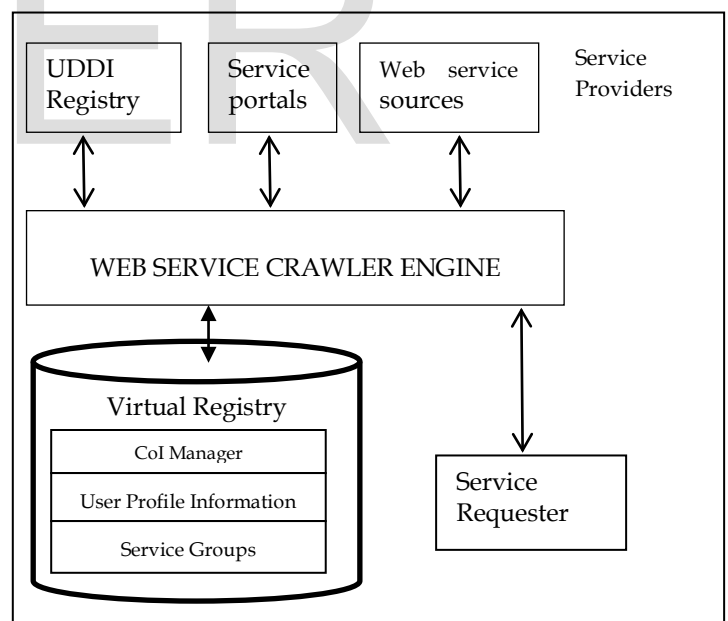 ER
UDDI
Registry
Service
portals
Web service
sources
Service
Providers
WEB SERVICE CRAWLER ENGINE
Virtual Registry
CoI Manager
User Profile Information
Service Groups
Service
Requester